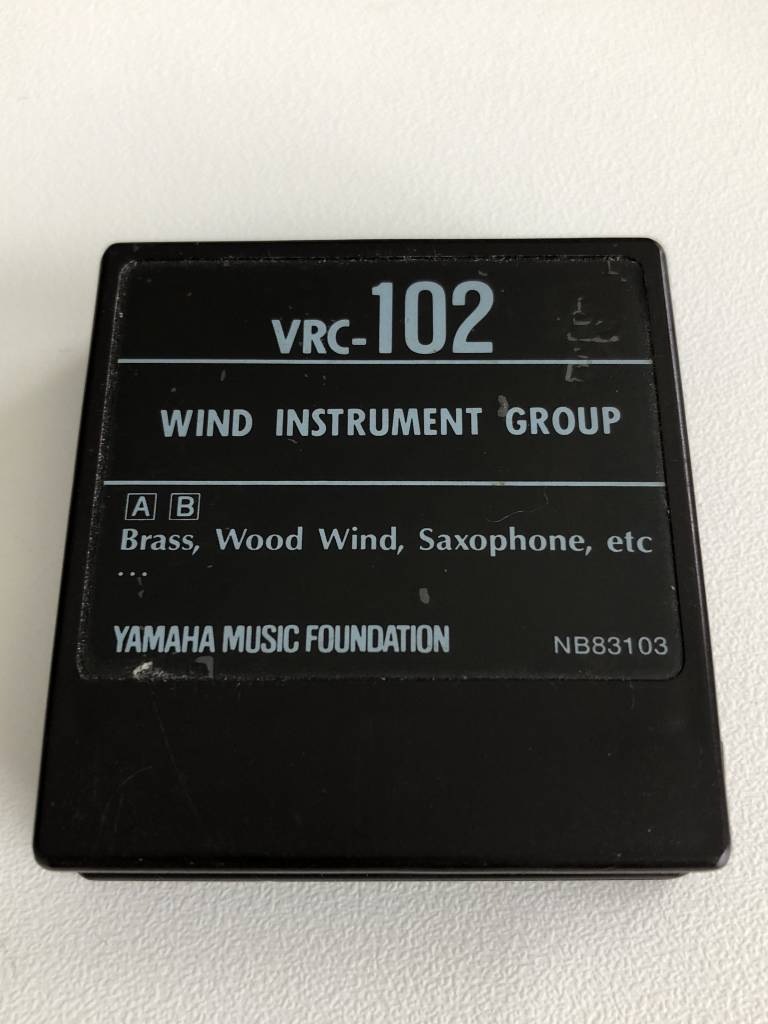 VRC-102
WIND INSTRUMENT GROUP
A B
Brass, Wood Wind, Saxophone, etc
...
YAMAHA MUSIC FOUNDATION NB83103